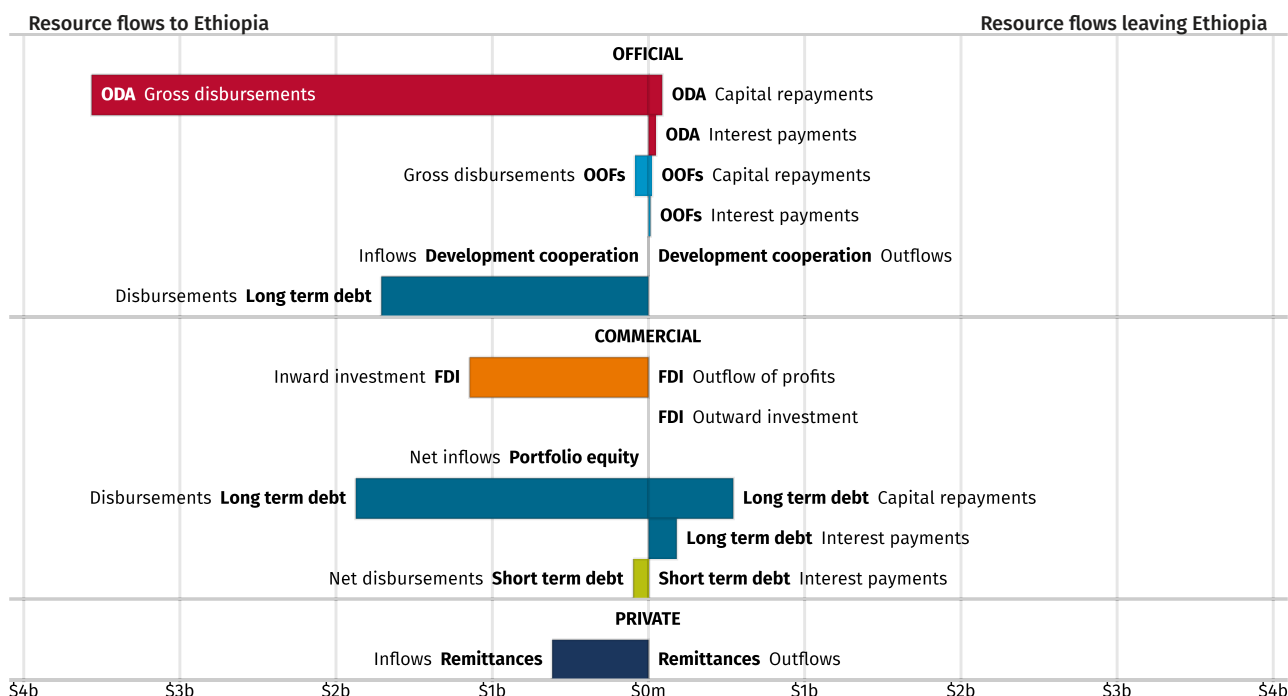 Resource flows to Ethiopia Resource flows leaving Ethiopia
OFFICIAL
ODA Gross disbursements ODA Capital repayments
ODA Interest payments
Gross disbursements OOFs OOFs Capital repayments
OOFs Interest payments
Inflows Development cooperation Development cooperation Outflows
Disbursements Long term debt
COMMERCIAL
Inward investment FDI FDI Outflow of profits
FDI Outward investment
Net inflows Portfolio equity
Disbursements Long term debt Long term debt Capital repayments
Long term debt Interest payments
Net disbursements Short term debt Short term debt Interest payments
PRIVATE
Inflows Remittances Remittances Outflows
$4b $3b $2b $1b $0m $1b $2b $3b $4b